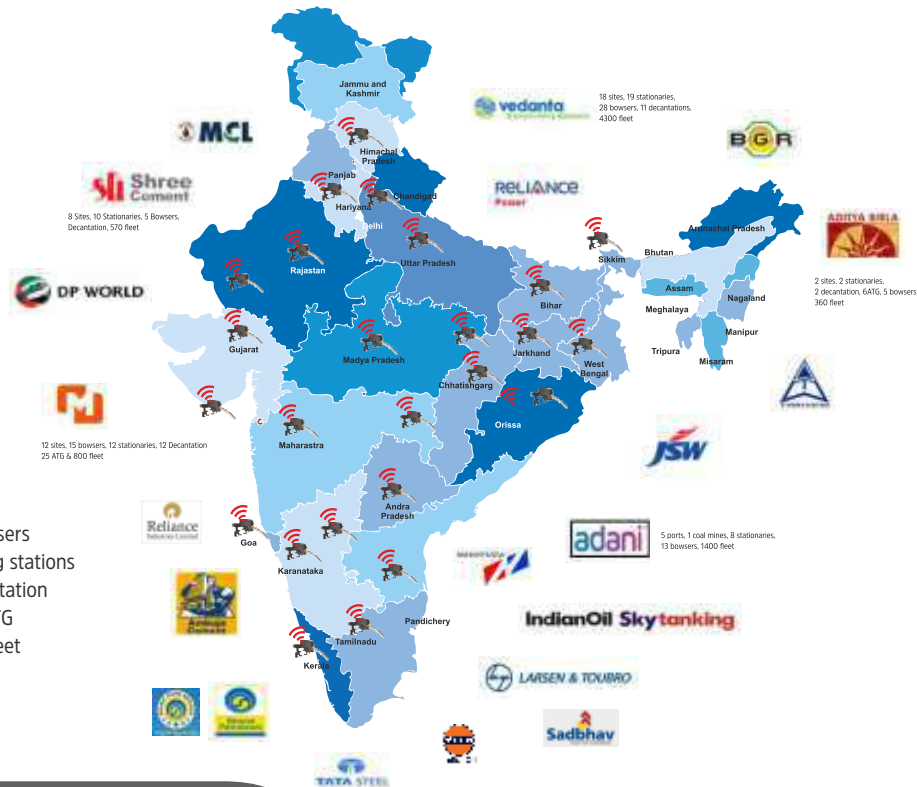 Jammu and
Kashmir
vedanta
18 sites, 19 stationaries,
28 bowsers, 11 decantations,
4300 fleet
MCL
BGR
Himachal
Pradesh
Panjab
Shree
Cement
Chandigad
RELIANCE
Power
Hariyana
8 Sites, 10 Stationaries, 5 Bowsers,
Decantation, 570 fleet
Delhi
Arenachal Pradesh
ADITYA BIRLA
Bhutan
Sikkim
Uttar Pradesh
Rajastan
DP WORLD
Assam
2 sites, 2 stationaries,
2 decantation, 6ATG, 5 bowsers
360 fleet
Nagaland
Bihar
Meghalaya
Manipur
Gujarat
Jarkhand
Madya Pradesh
Tripura
Misaram
West
Bengal
Chhatishgarg
Orissa
Maharastra
12 sites, 15 bowsers, 12 stationaries, 12 Decantation
25 ATG & 800 fleet
JSW
Andra
Pradesh
Reliance
Industries Limited
Goa
adani
5 ports, 1 coal mines, 8 stationaries,
13 bowsers, 1400 fleet
Karanataka
sers
g stations
tation
TG
eet
Ambuja
Cement
Pandichery
IndianOil Skytanking
Tamilnadu
Kerala
LARSEN & TOUBRO
Sadbhav
TATA STEEL